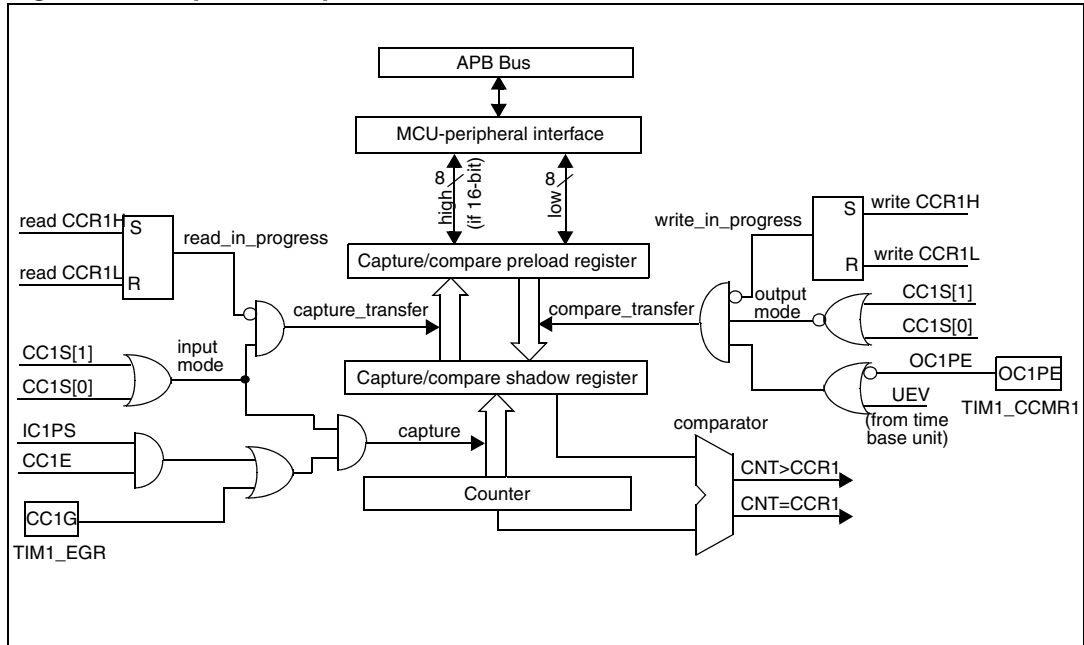 APB Bus
MCU-peripheral interface
8
high
(if 16-bit)
8
low
read CCR1H
S
read_in_progress
read CCR1L
R
write_in_progress
S
write CCR1H
R
write CCR1L
Capture/compare preload register
capture_transfer
compare_transfer
output
mode
CC1S[1]
CC1S[0]
CC1S[1]
input
mode
CC1S[0]
Capture/compare shadow register
OC1PE
OC1PE
UEV
TIM1_CCMR1
(from time
base unit)
IC1PS
CC1E
capture
comparator
CNT>CCR1
Counter
CNT=CCR1
CC1G
TIM1_EGR